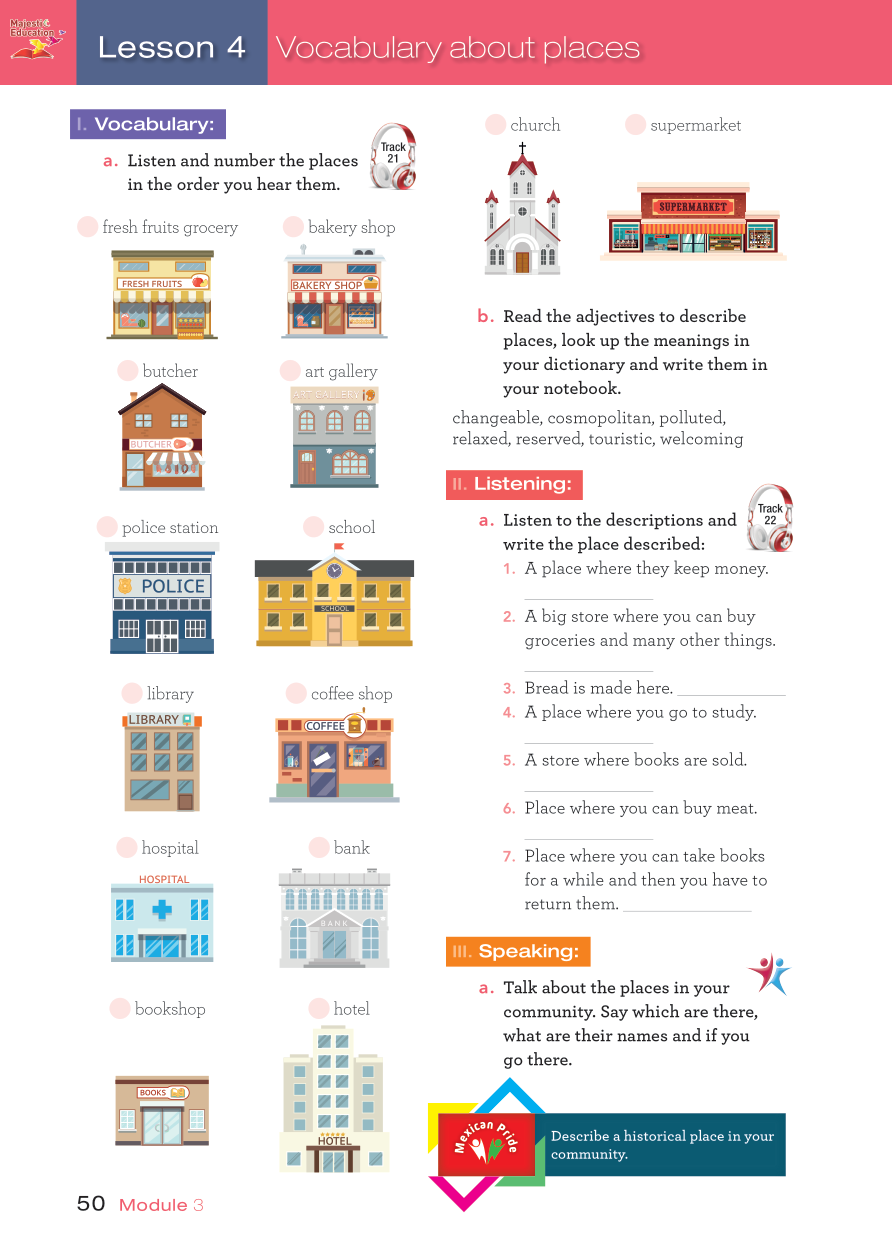 Majestic
Education
Lesson 4
Vocabulary about places
I. Vocabulary:
a. Listen and number the places
in the order you hear them.
Track
21
fresh fruits grocery
bakery shop
FRESH FRUITS
BAKERY SHOP
butcher
art gallery
BUTCHER
ART GALLERY
police station
school
POLICE
SCHOOL
library
coffee shop
LIBRARY
COFFEE
hospital
bank
HOSPITAL
BANK
bookshop
hotel
BOOKS
HOTEL
church
supermarket
SUPERMARKET
b. Read the adjectives to describe
places, look up the meanings in
your dictionary and write them in
your notebook.
changeable, cosmopolitan, polluted,
relaxed, reserved, touristic, welcoming
II. Listening:
a. Listen to the descriptions and
write the place described:
Track
22
1. A place where they keep money.
2. A big store where you can buy
groceries and many other things.
3. Bread is made here.
4. A place where you go to study.
5. A store where books are sold.
6. Place where you can buy meat.
7. Place where you can take books
for a while and then you have to
return them.
III. Speaking:
a. Talk about the places in your
community. Say which are there,
what are their names and if you
go there.
Mexican Pride
Describe a historical place in your
community.
50 Module 3